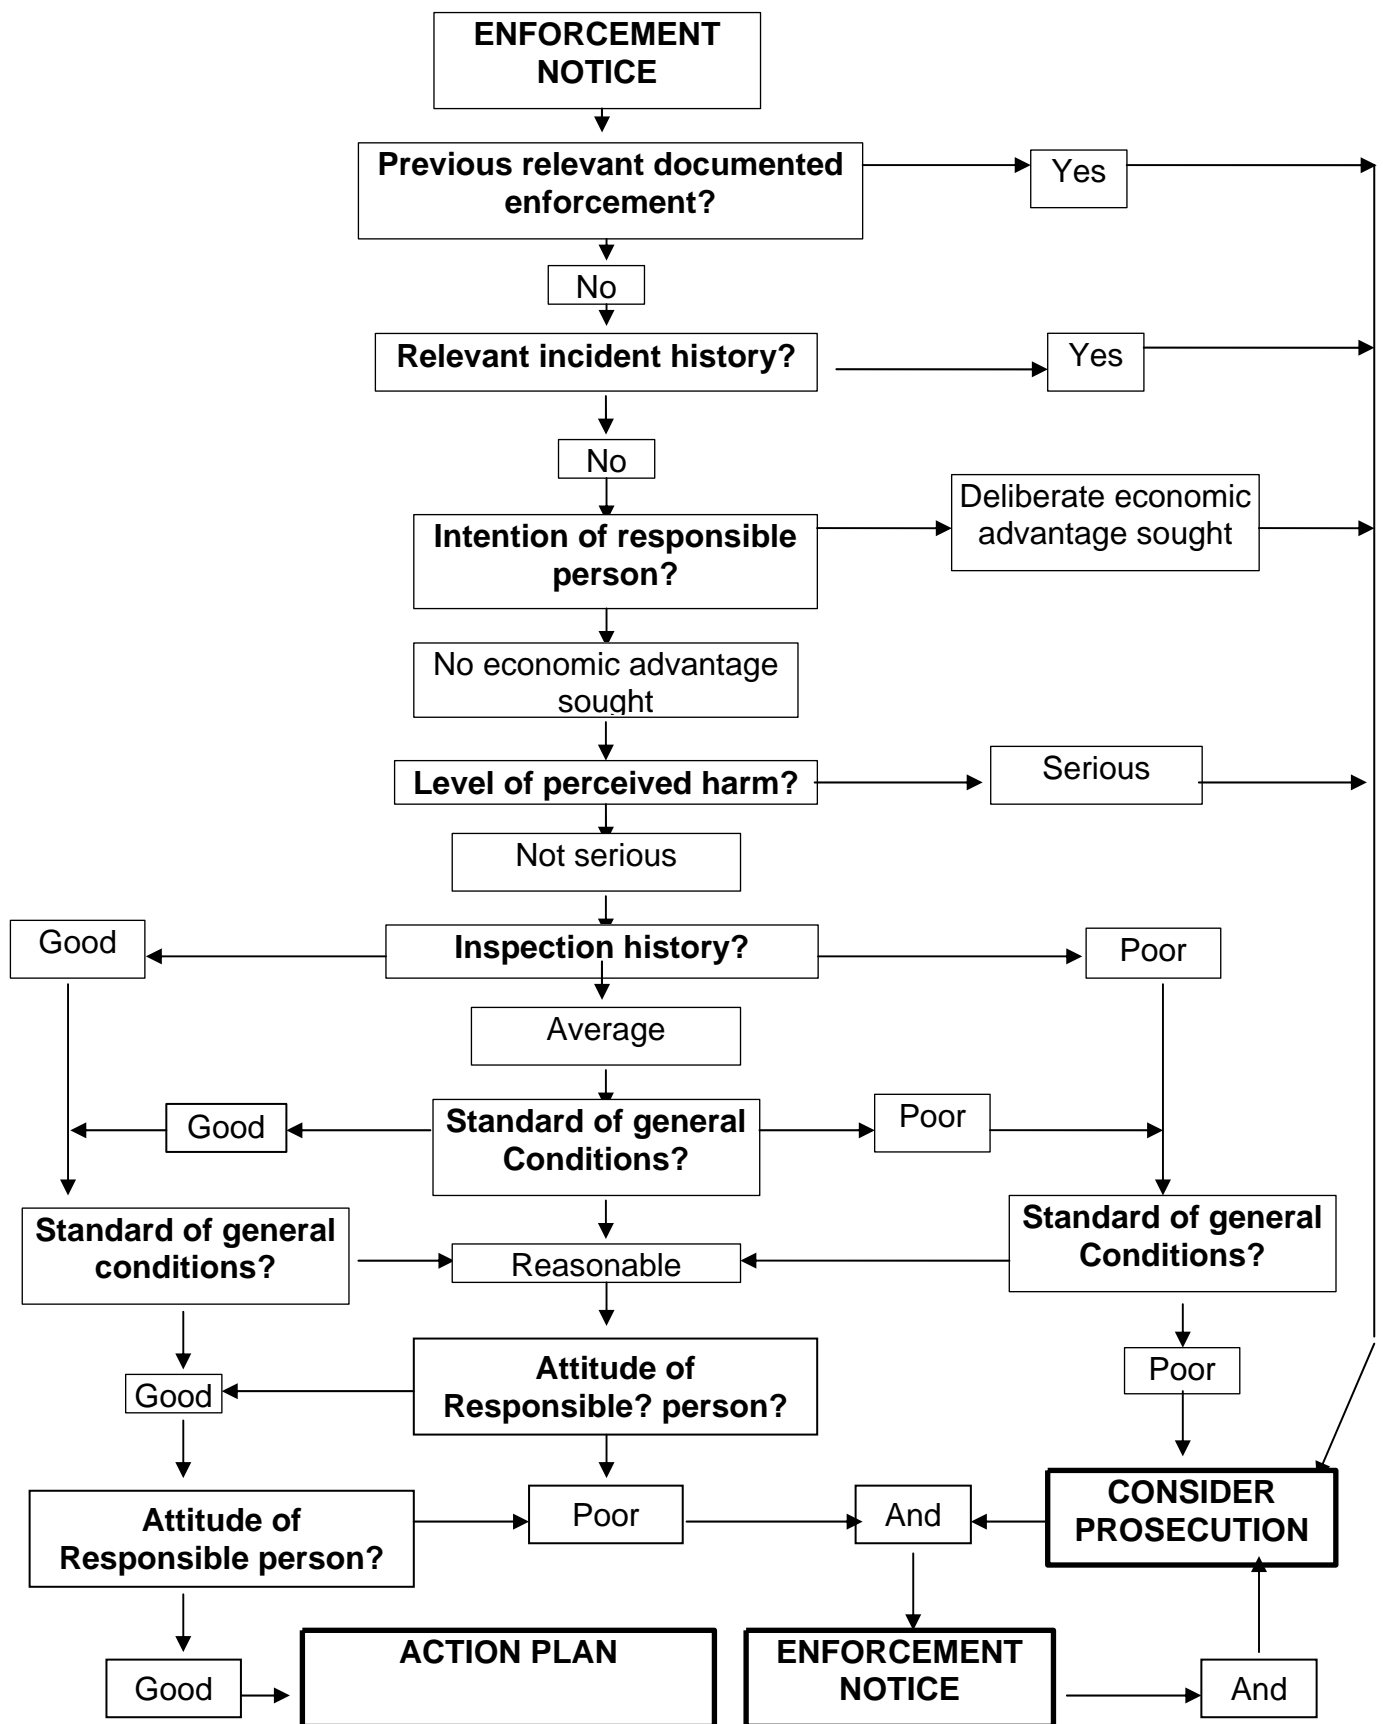 ENFORCEMENT
NOTICE
Previous relevant documented
enforcement?
Yes
No
Relevant incident history?
Yes
No
Intention of responsible
person?
Deliberate economic
advantage sought
No economic advantage
sought
Level of perceived harm?
Serious
Not serious
Good
Inspection history?
Poor
Average
Good
Standard of general
Conditions?
Poor
Standard of general
conditions?
Reasonable
Standard of general
Conditions?
Good
Attitude of
Responsible? person?
Poor
Attitude of
Responsible person?
Poor
And
CONSIDER
PROSECUTION
Good
ACTION PLAN
ENFORCEMENT
NOTICE
And